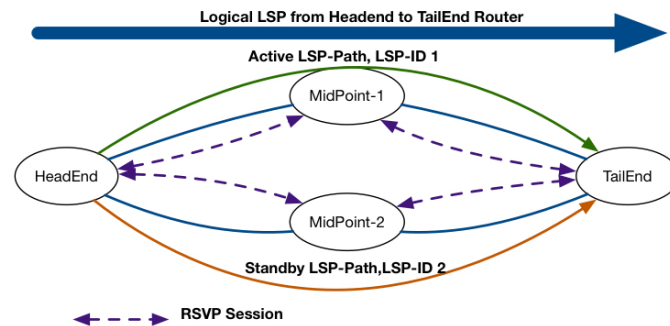 Logical LSP from Headend to TailEnd Router
Active LSP-Path, LSP-ID 1
MidPoint-1
HeadEnd
TailEnd
MidPoint-2
Standby LSP-Path,LSP-ID 2
RSVP Session